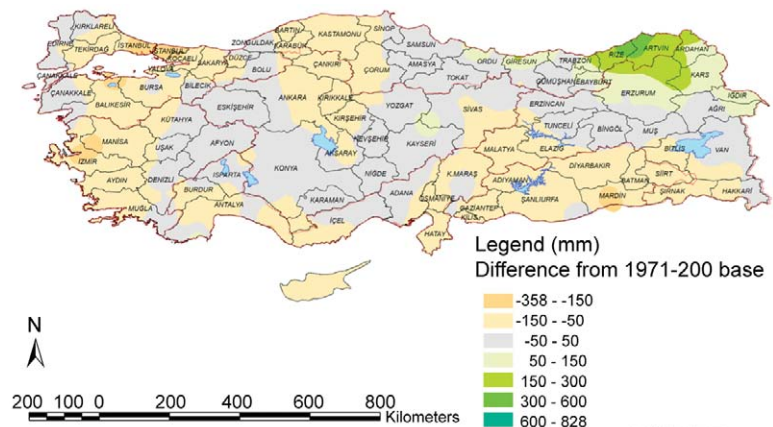 KIRKLARELİ
EDİRNE
TEKİRDAĞ
İSTANBUL
İSTANBUL
KOCAELİ
YALOVA
SAKARYA
DÜZCE
ZONGULDAK
BARTIN
KARABÜK
KASTAMONU
SİNOP
SAMSUN
ORDU
GİRESUN
TRABZON
RİZE
ARTVİN
ARDAHAN
ÇANAKKALE
ÇANAKKALE
BALIKESİR
BURSA
BİLECİK
BOLU
ÇANKIRI
ÇORUM
AMASYA
TOKAT
GÜMÜŞHANE
BAYBURT
ERZURUM
KARS
IĞDIR
KÜTAHYA
ESKİŞEHİR
ANKARA
KIRIKKALE
YOZGAT
SİVAS
ERZİNCAN
TUNCELİ
BİNGÖL
MUŞ
AĞRI
MANİSA
İZMİR
UŞAK
AFYON
KIRŞEHİR
NEVŞEHİR
AKSARAY
KAYSERİ
MALATYA
ELAZIĞ
BİTLİS
VAN
AYDIN
DENİZLİ
ISPARTA
KONYA
NİĞDE
K.MARAŞ
ADIYAMAN
DİYARBAKIR
BATMAN
SİİRT
ŞIRNAK
HAKKARİ
MUĞLA
BURDUR
ANTALYA
KARAMAN
İÇEL
ADANA
OSMANİYE
GAZİANTEP
KİLİS
ŞANLIURFA
MARDİN
HATAY
Legend (mm)
Difference from 1971-200 base
-358 - -150
-150 - -50
-50 - 50
50 - 150
150 - 300
300 - 600
600 - 828
N
200 100 0 200 400 600 800
Kilometers